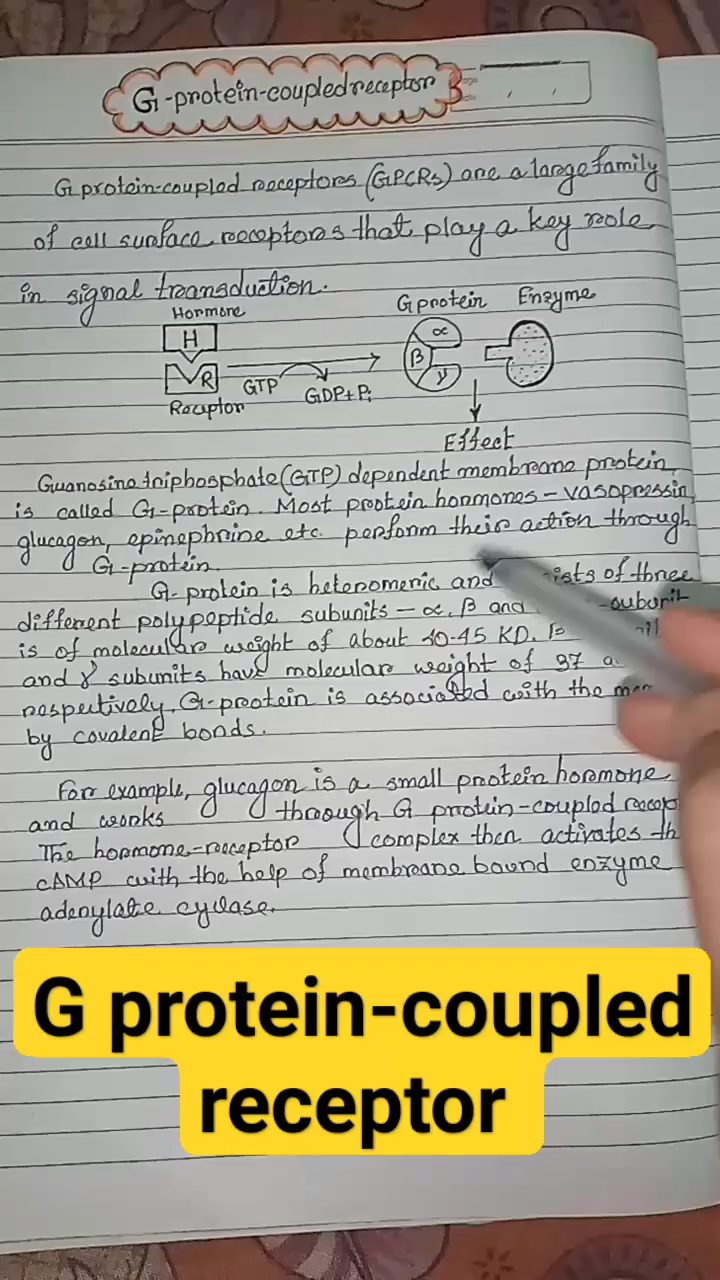 G-protein-coupled receptor
G protein-coupled receptors (GPCRs) are a large family
of cell surface receptors that play a key role
in signal transduction.
Hormone
G protein Enzyme
H
α
β
γ
R
GTP
GDP+Pi
Receptor
Effect
Guanosine triphosphate (GTP) dependent membrane protein
is called G-protein. Most protein hormones - vasopressin,
glucagon, epinephrine etc. perform their action through
G-protein.
G-protein is heteromeric and of three
different polypeptide subunits - α, β and -subunit
is of molecular weight of about 40-45 KD. β
and γ subunits have molecular weight of 37
respectively. G-protein is associated with the
by covalent bonds.
For example, glucagon is a small protein hormone
and works through G protein-coupled
The hormone-receptor complex then activates
cAMP with the help of membrane bound enzyme
adenylate cyclase.
G protein-coupled
receptor